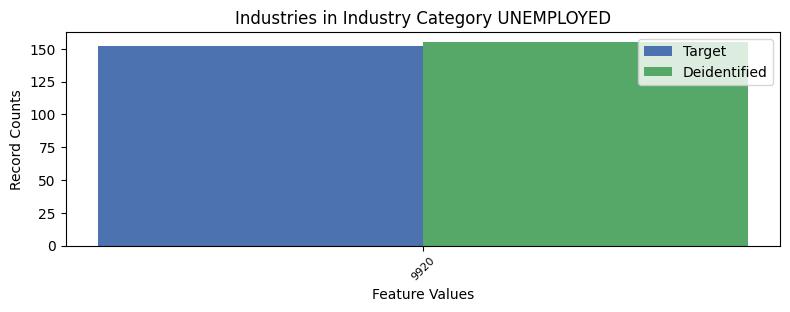 Industries in Industry Category UNEMPLOYED
Record Counts
150
125
100
75
50
25
0
Target
Deidentified
9920
Feature Values